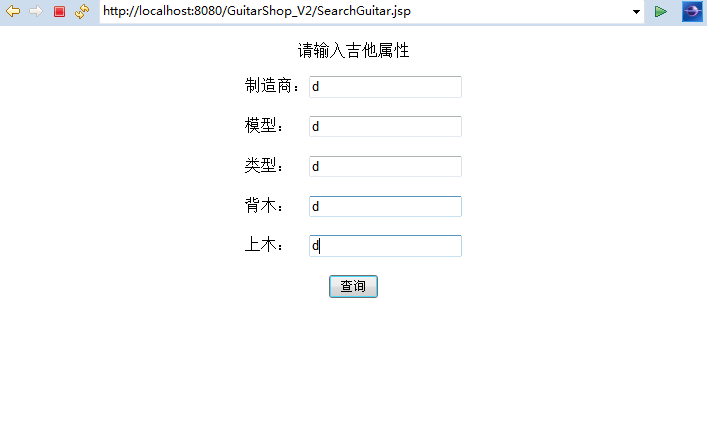 http://localhost:8080/GuitarShop_V2/SearchGuitar.jsp
请输入吉他属性
制造商： d
模型： d
类型： d
背木： d
上木： d
查询